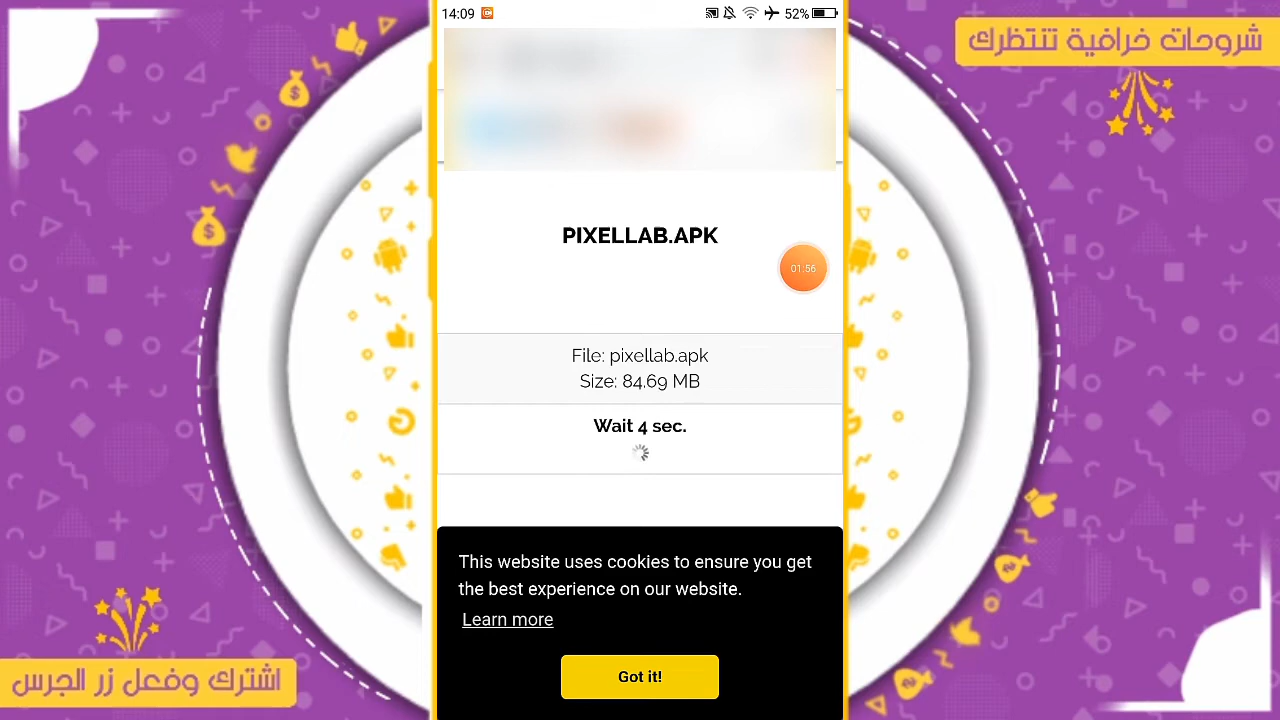 14:09
52%
شروحات خرافية تنتظرك
PIXELLAB.APK
01:56
File: pixellab.apk
Size: 84.69 MB
Wait 4 sec.
This website uses cookies to ensure you get
the best experience on our website.
Learn more
Got it!
اشترك وفعل زر الجرس